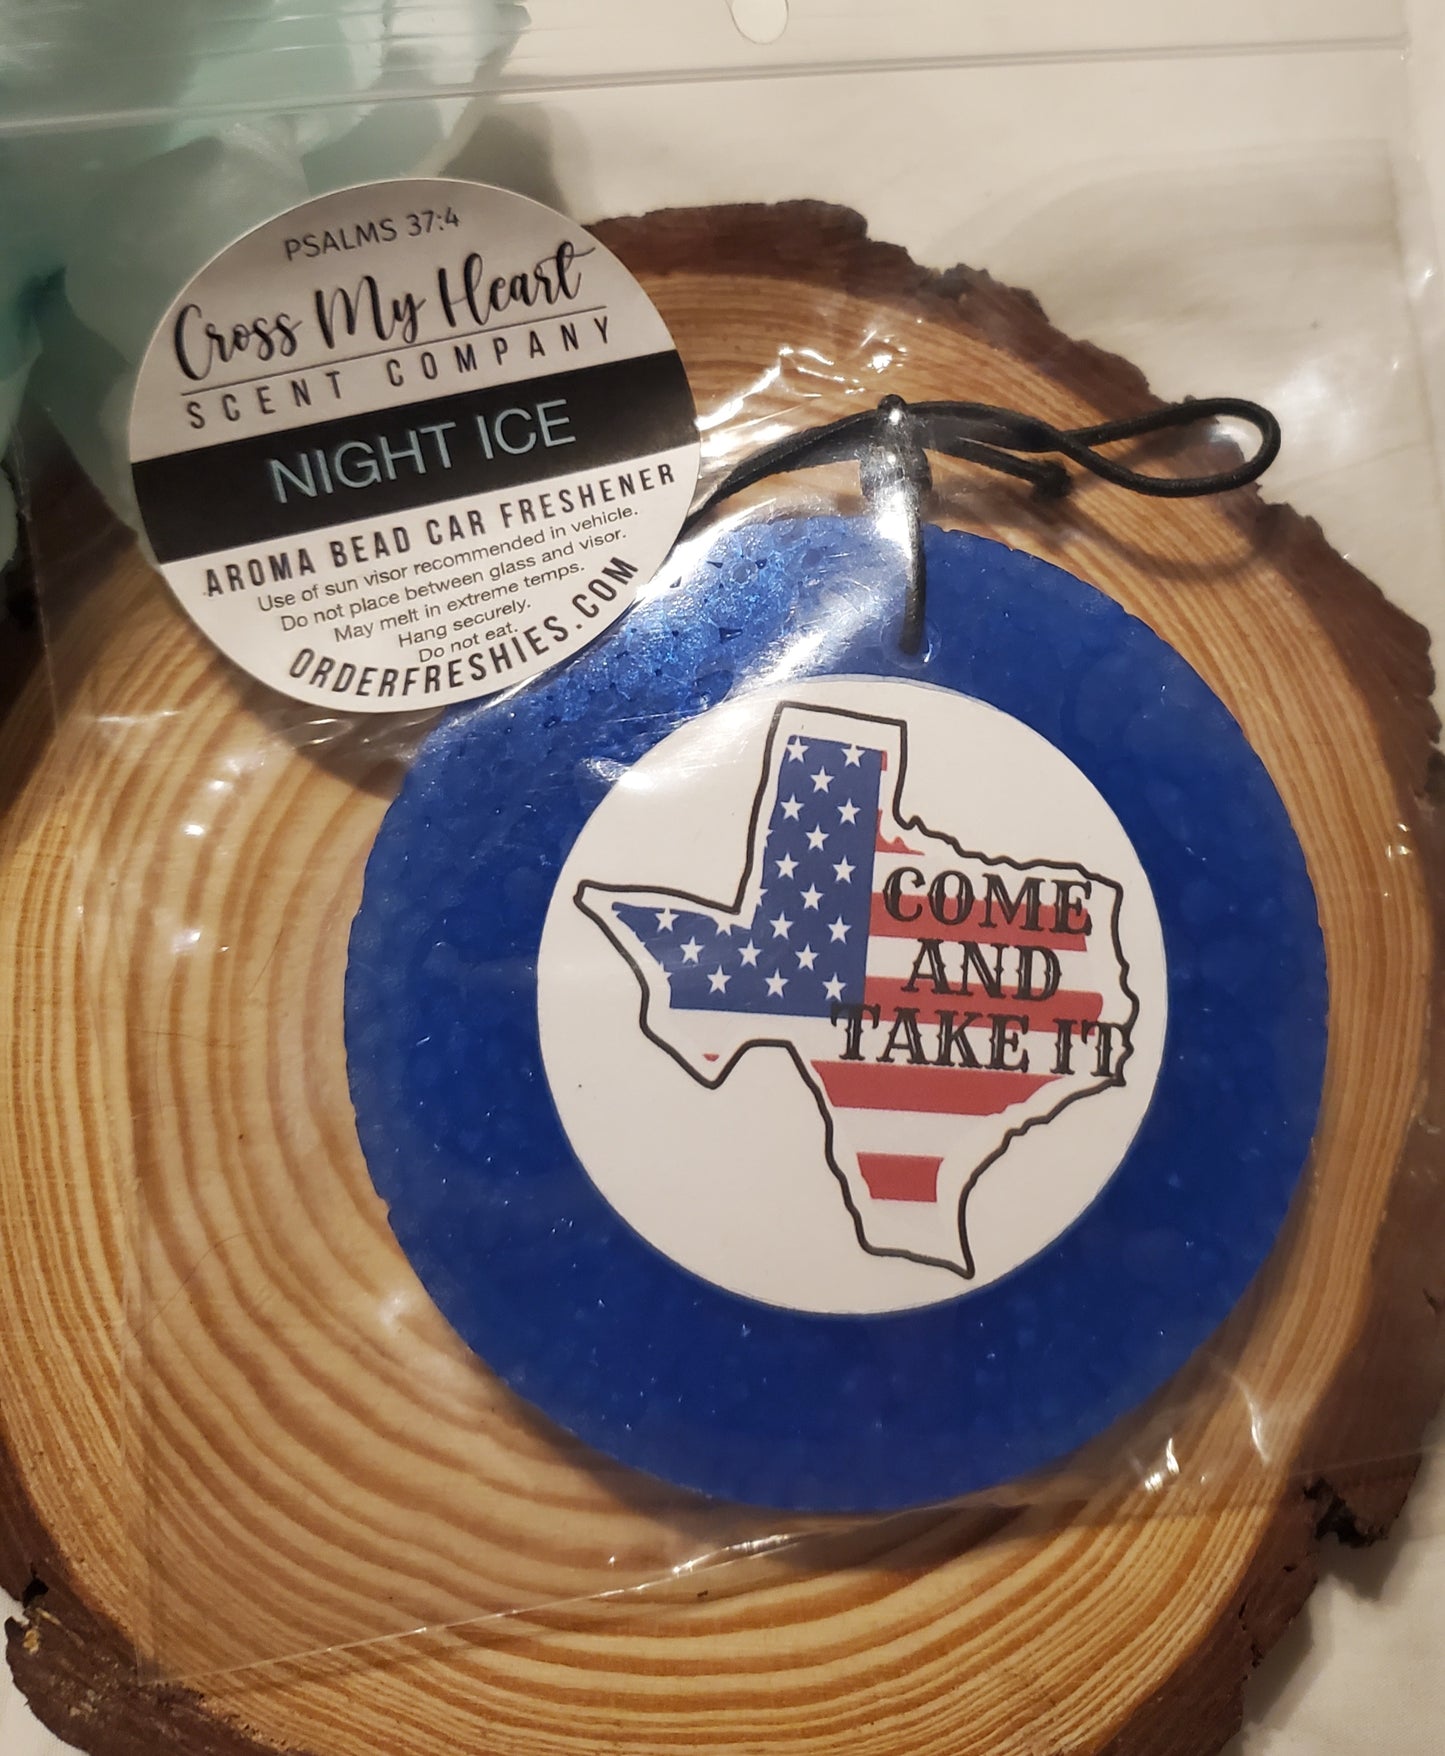 PSALMS 37:4
Cross My Heart
SCENT COMPANY
NIGHT ICE
AROMA BEAD CAR FRESHENER
Use of sun visor recommended in vehicle.
Do not place between glass and visor.
May melt in extreme temps.
Hang securely.
Do not eat.
ORDERFRESHIES.COM
COME
AND
TAKE IT